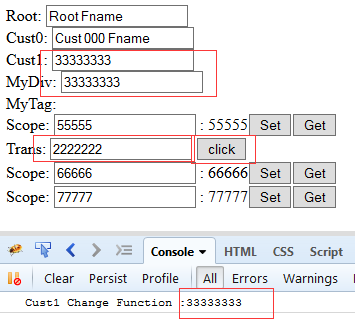 Root: Root Fname
Cust0: Cust 000 Fname
Cust1: 33333333
MyDiv: 33333333
MyTag:
Scope: 55555 : 55555 Set Get
Trans: 2222222 click
Scope: 66666 : 66666 Set Get
Scope: 77777 : 77777 Set Get
Console HTML CSS Script
Clear Persist Profile All Errors Warnings
Cust1 Change Function :33333333